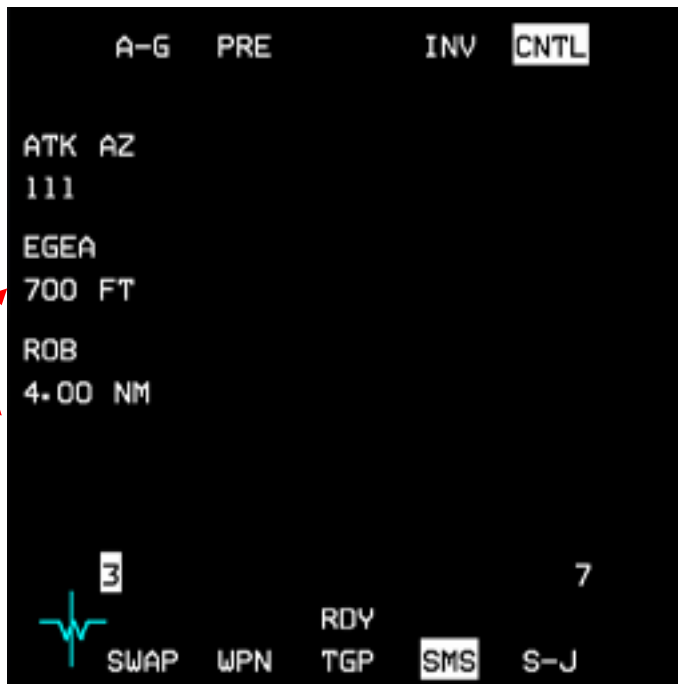 A-G PRE INV CNTL
ATK AZ
111
EGEA
700 FT
ROB
4.00 NM
3 7
RDY
SWAP WPN TGP SMS S-J